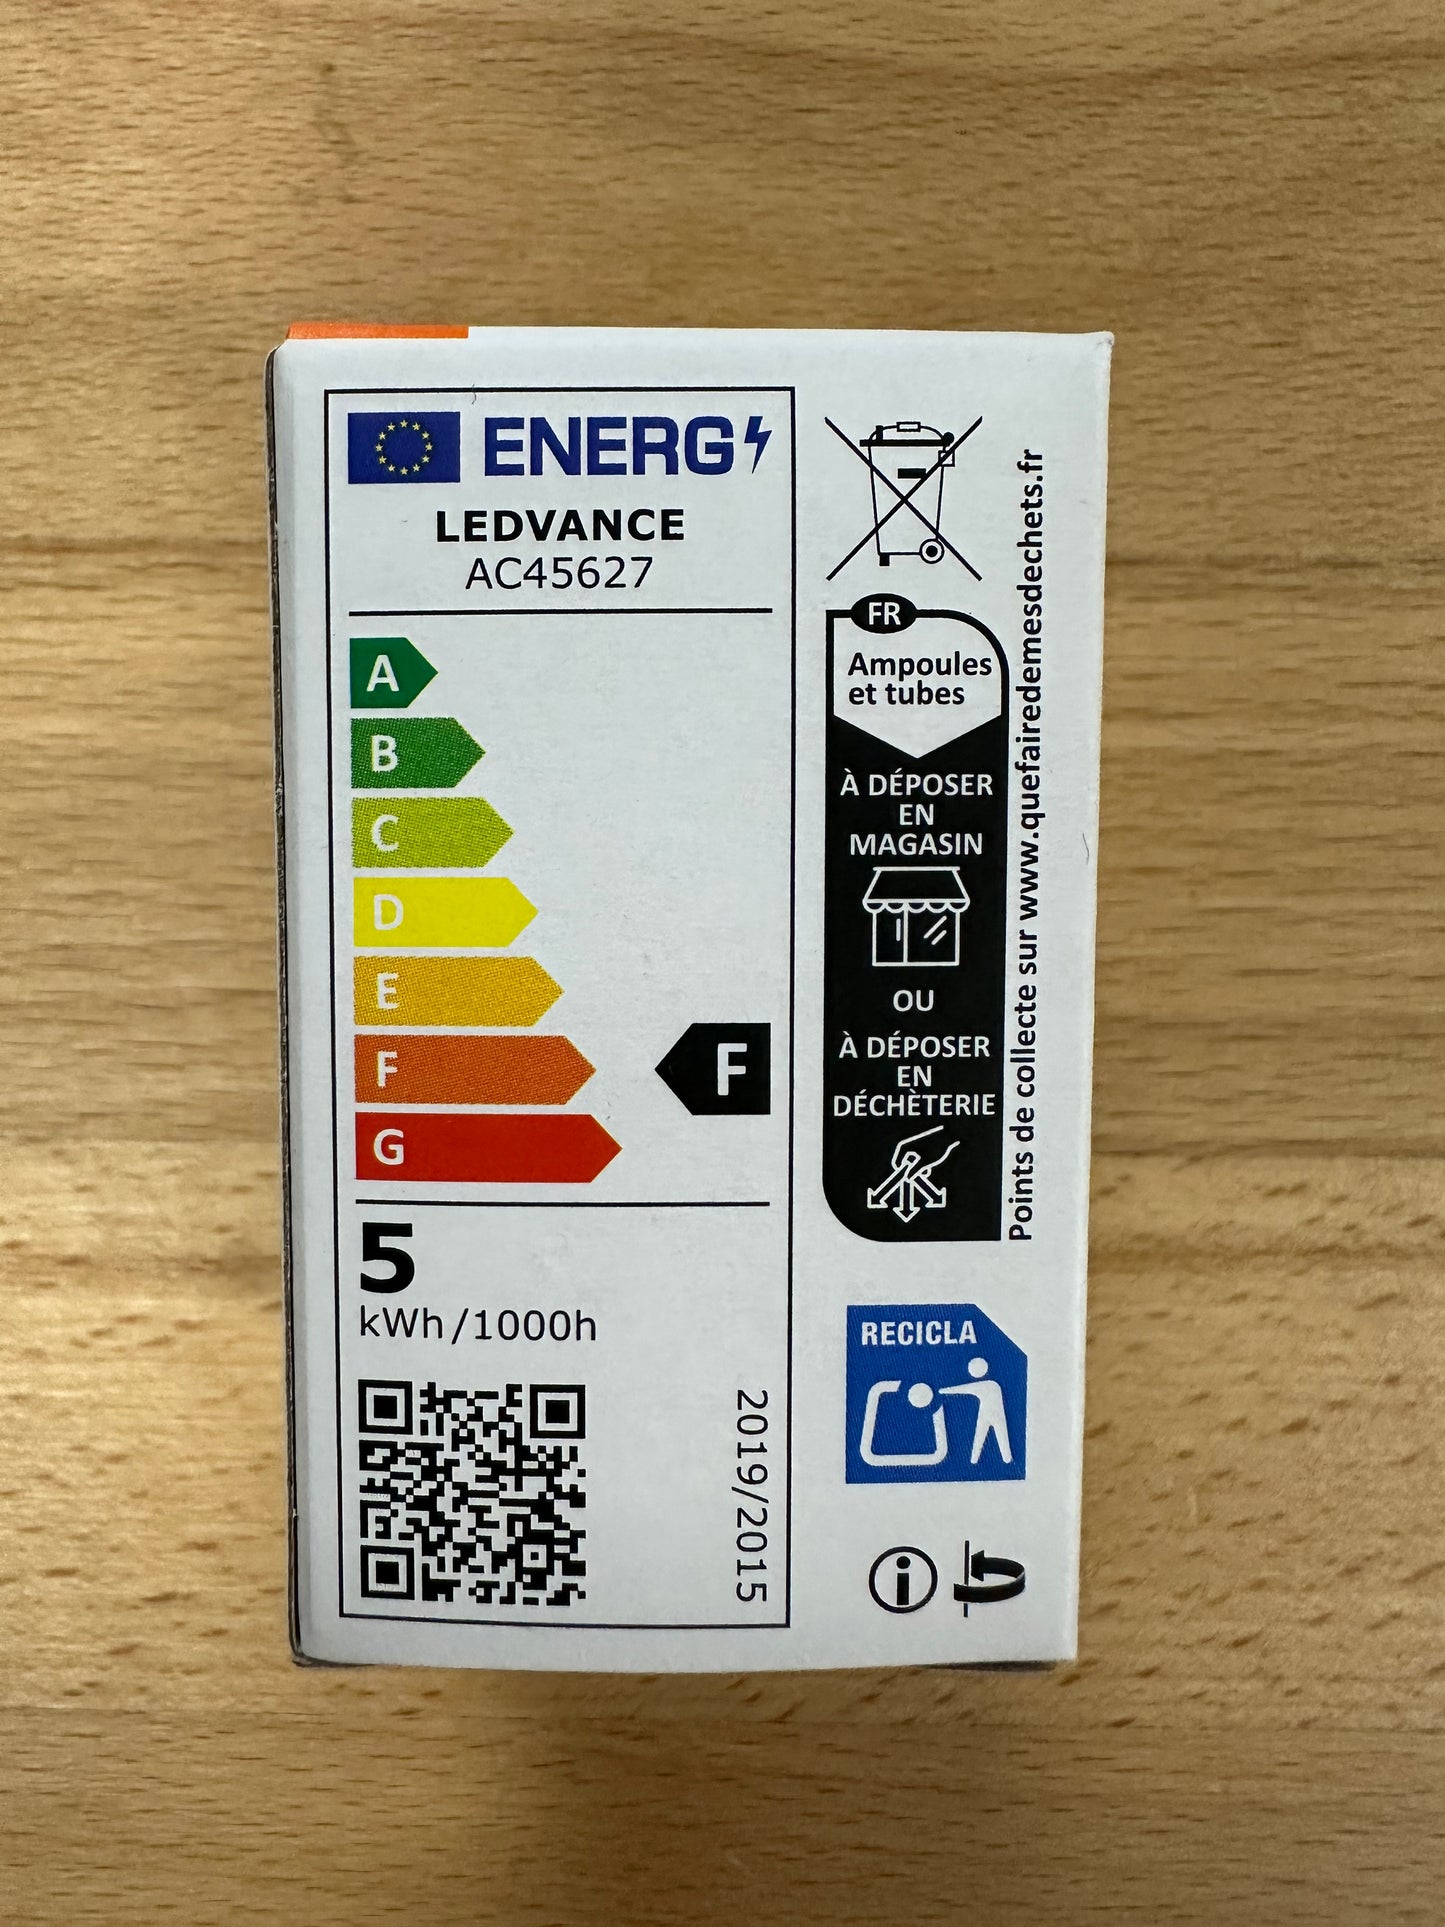 ENERG
LEDVANCE
AC45627
A
B
C
D
E
F
F
G
5
kWh/1000h
2019/2015
FR
Ampoules
et tubes
À DÉPOSER
EN
MAGASIN
OU
À DÉPOSER
EN
DÉCHÈTERIE
Points de collecte sur www.quefairedemesdechets.fr
RECICLA
i